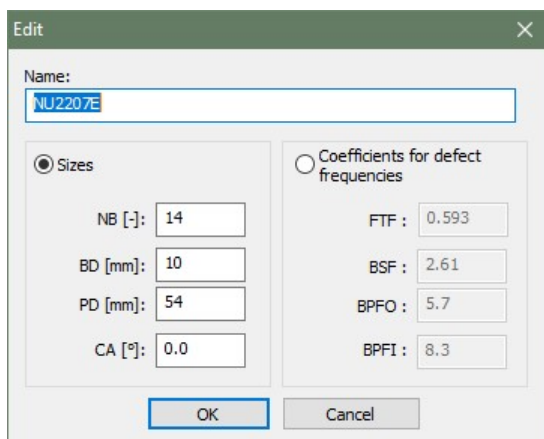 Edit
Name:
NU2207E
Sizes
NB [-]: 14
BD [mm]: 10
PD [mm]: 54
CA [°]: 0.0
Coefficients for defect
frequencies
FTF : 0.593
BSF : 2.61
BPFO : 5.7
BPFI : 8.3
OK
Cancel